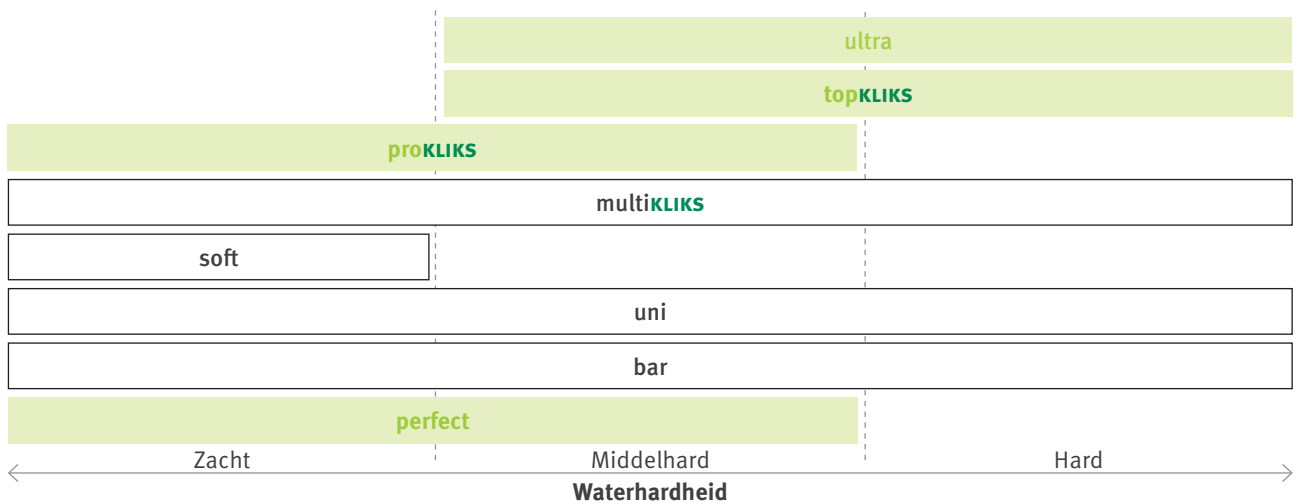 ultra
topKLIKS
proKLIKS
multiKLIKS
soft
uni
bar
perfect
Zacht Middelhard Hard
Waterhardheid